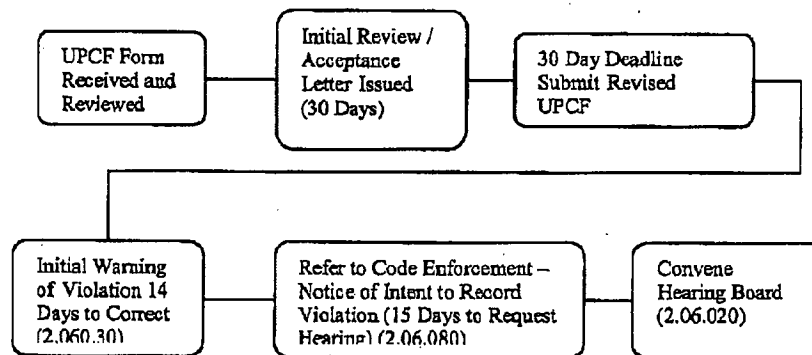 UPCF Form
Received and
Reviewed
Initial Review /
Acceptance
Letter Issued
(30 Days)
30 Day Deadline
Submit Revised
UPCF
Initial Warning
of Violation 14
Days to Correct
(2.060.30)
Refer to Code Enforcement –
Notice of Intent to Record
Violation (15 Days to Request
Hearing) (2.06.080)
Convene
Hearing Board
(2.06.020)